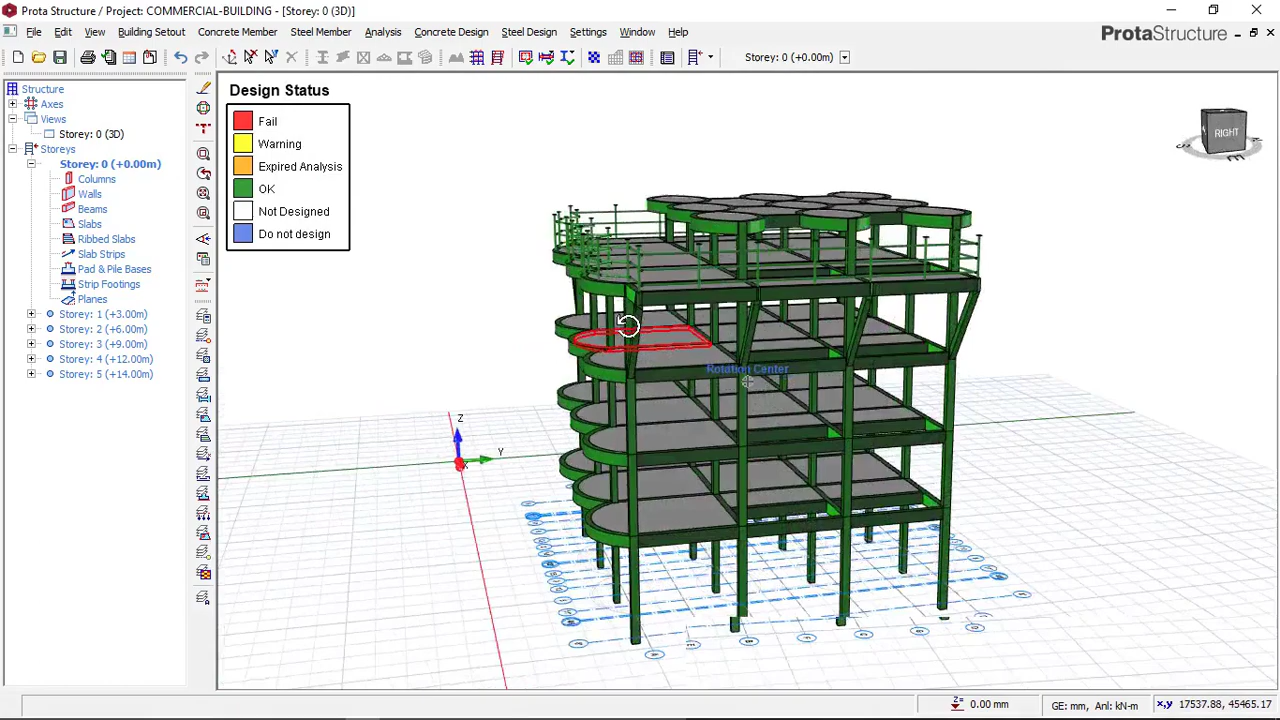 Prota Structure / Project: COMMERCIAL-BUILDING - [Storey: 0 (3D)]
File Edit View Building Setout Concrete Member Steel Member Analysis Concrete Design Steel Design Settings Window Help
ProtaStructure
Storey: 0 (+0.00m)
Structure
Axes
Views
Storey: 0 (3D)
Storeys
Storey: 0 (+0.00m)
Columns
Walls
Beams
Slabs
Ribbed Slabs
Slab Strips
Pad & Pile Bases
Strip Footings
Planes
Storey: 1 (+3.00m)
Storey: 2 (+6.00m)
Storey: 3 (+9.00m)
Storey: 4 (+12.00m)
Storey: 5 (+14.00m)
Design Status
Fail
Warning
Expired Analysis
OK
Not Designed
Do not design
RIGHT
Rotation Center
Z
Y
X
Z= 0.00 mm
GE: mm, Anl: kN-m
x,y 17537.88, 45465.17